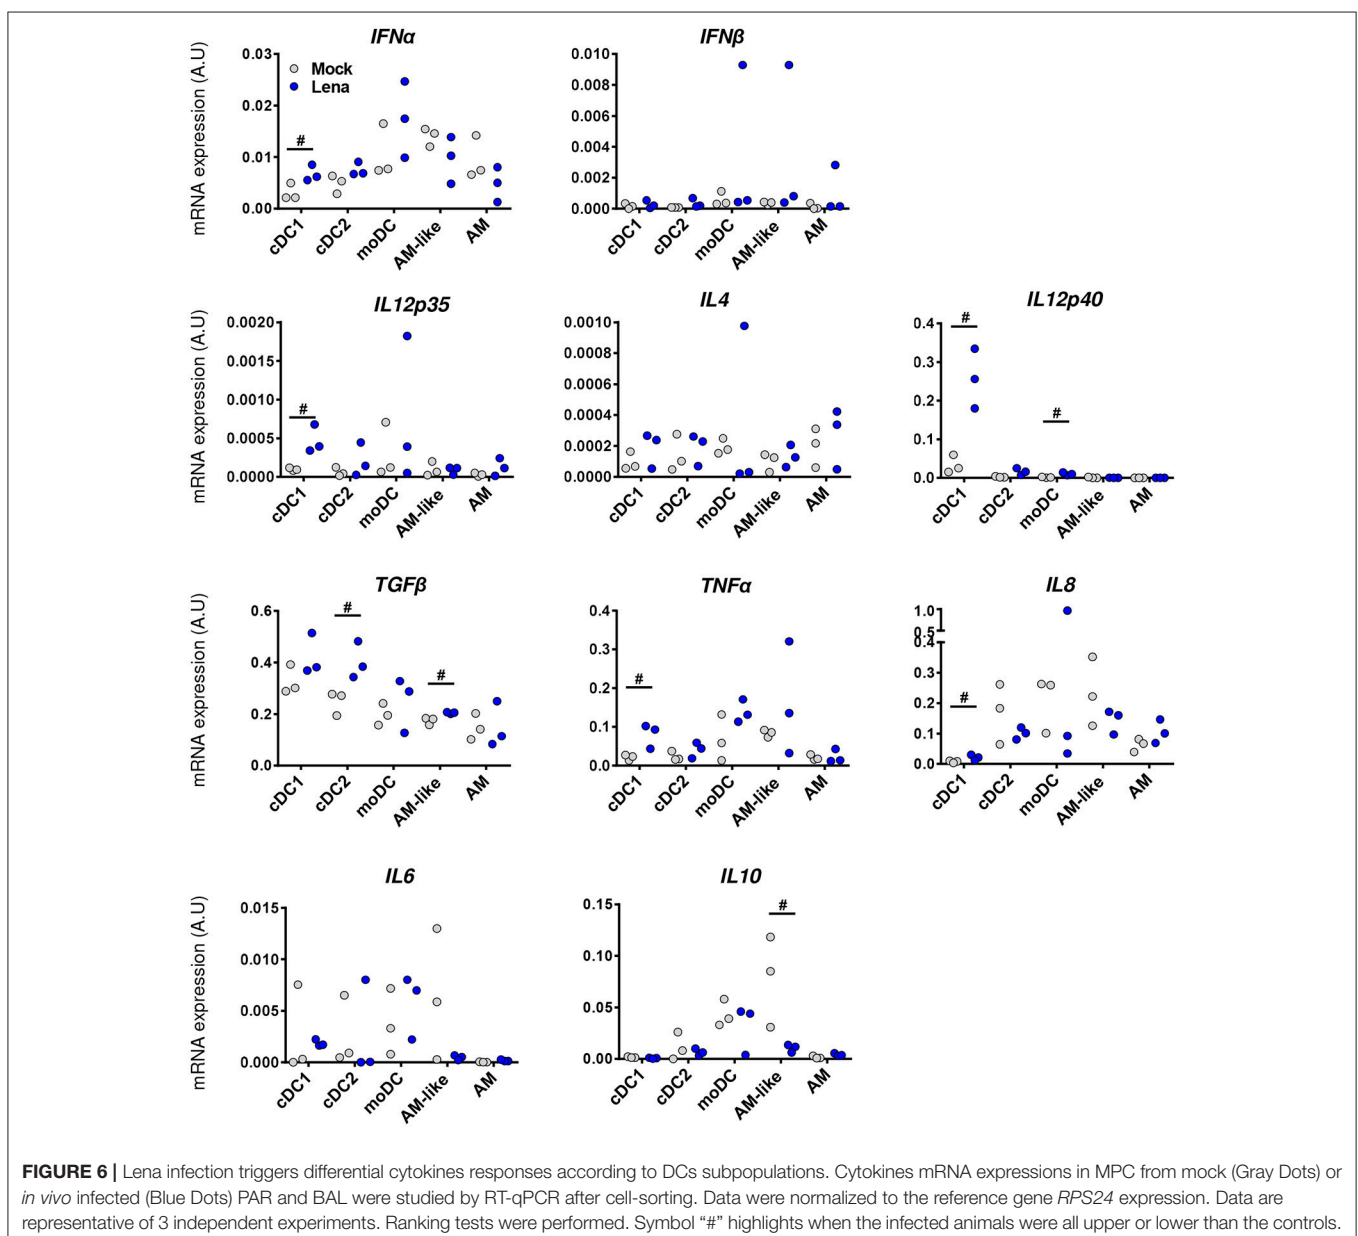 IFNα
IFNβ
mRNA expression (A.U)
0.03
0.02
0.01
0.00
Mock
Lena
#
cDC1
cDC2
moDC
AM-like
AM
0.010
0.008
0.006
0.004
0.002
0.000
cDC1
cDC2
moDC
AM-like
AM
IL12p35
IL4
IL12p40
mRNA expression (A.U)
0.0020
0.0015
0.0010
0.0005
0.0000
#
cDC1
cDC2
moDC
AM-like
AM
0.0010
0.0008
0.0006
0.0004
0.0002
0.0000
cDC1
cDC2
moDC
AM-like
AM
0.4
0.3
0.2
0.1
0.0
#
#
cDC1
cDC2
moDC
AM-like
AM
TGFβ
TNFα
IL8
mRNA expression (A.U)
0.6
0.4
0.2
0.0
#
#
cDC1
cDC2
moDC
AM-like
AM
0.4
0.3
0.2
0.1
0.0
#
cDC1
cDC2
moDC
AM-like
AM
1.0
0.5
0.4
0.3
0.2
0.1
0.0
#
cDC1
cDC2
moDC
AM-like
AM
IL6
IL10
mRNA expression (A.U)
0.015
0.010
0.005
0.000
cDC1
cDC2
moDC
AM-like
AM
0.15
0.10
0.05
0.00
#
cDC1
cDC2
moDC
AM-like
AM
FIGURE 6 | Lena infection triggers differential cytokines responses according to DCs subpopulations. Cytokines mRNA expressions in MPC from mock (Gray Dots) or
in vivo infected (Blue Dots) PAR and BAL were studied by RT-qPCR after cell-sorting. Data were normalized to the reference gene RPS24 expression. Data are
representative of 3 independent experiments. Ranking tests were performed. Symbol “#” highlights when the infected animals were all upper or lower than the controls.